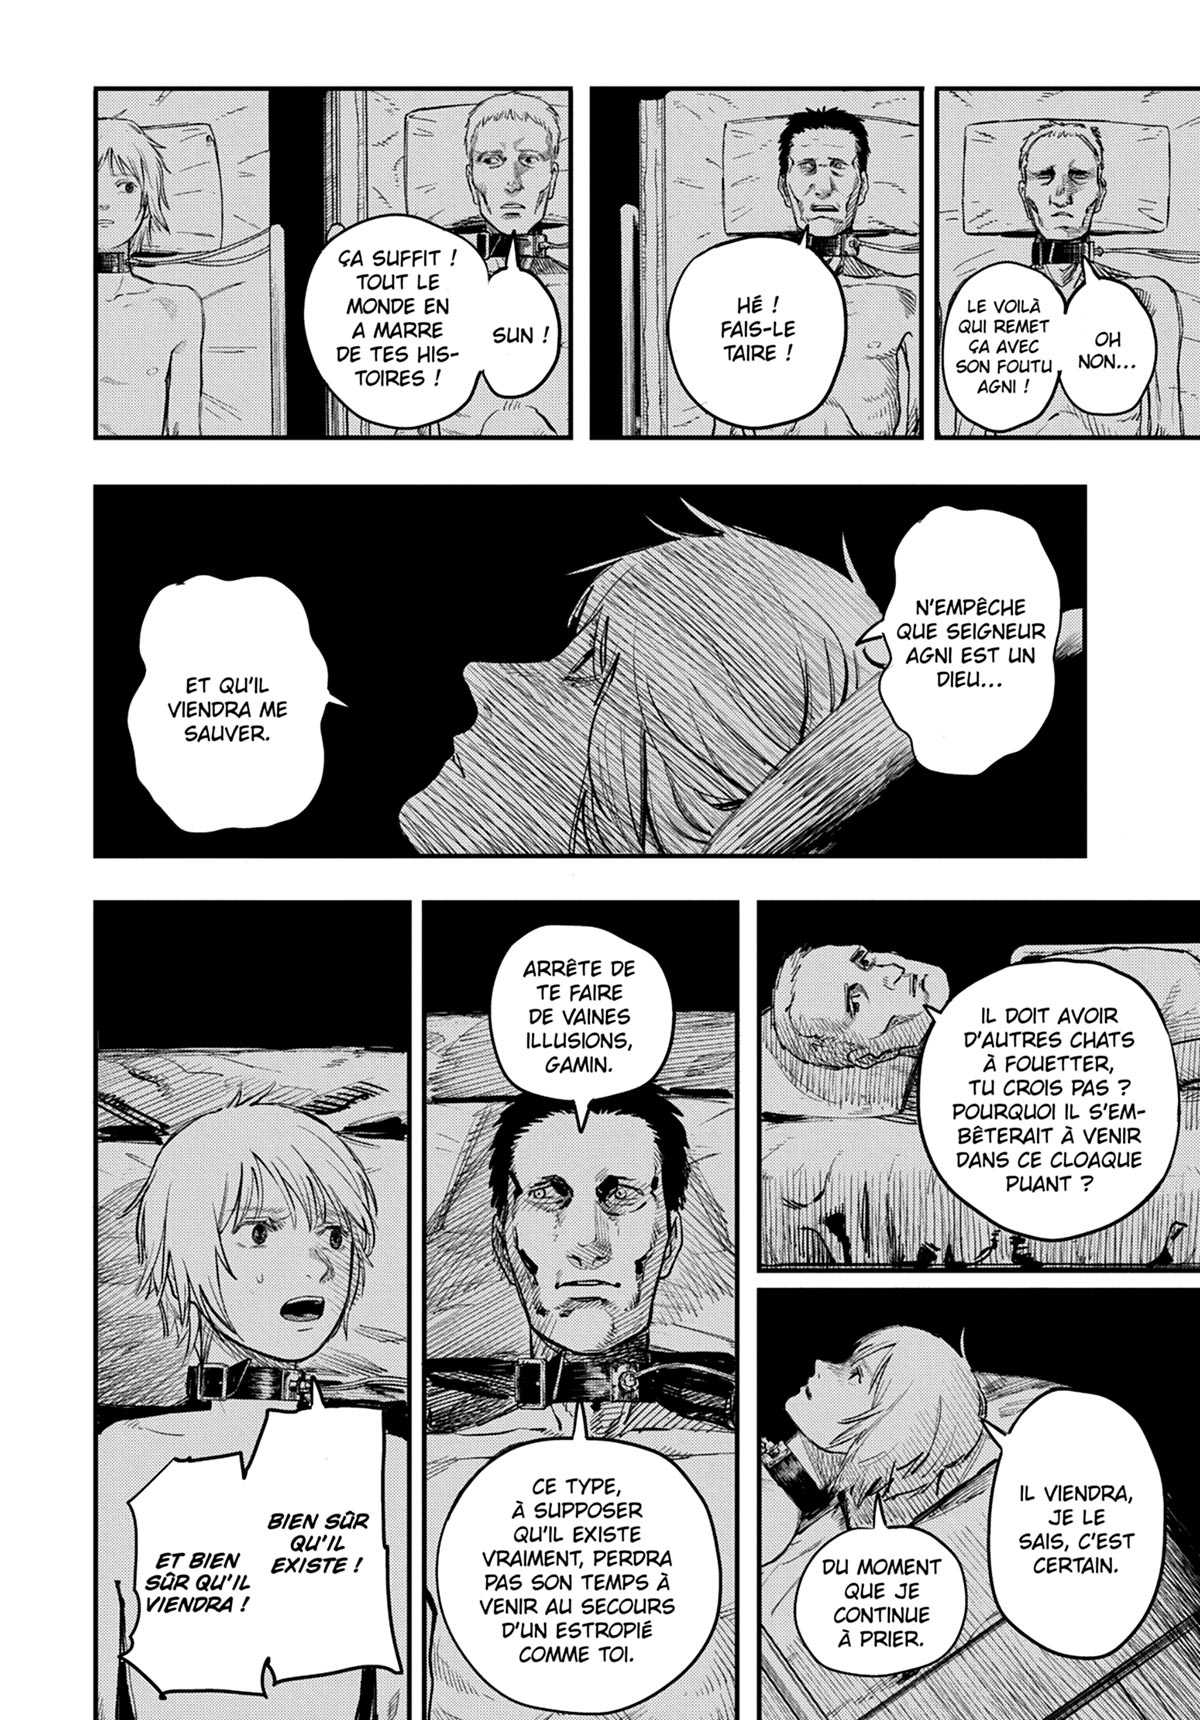 OH
NON...
LE VOILÀ
QUI REMET
ÇA AVEC
SON FOUTU
AGNI !
HÉ !
FAIS-LE
TAIRE !
SUN !
ÇA SUFFIT !
TOUT LE
MONDE EN
A MARRE
DE TES HIS-
TOIRES !
N'EMPÊCHE
QUE SEIGNEUR
AGNI EST UN
DIEU...
ET QU'IL
VIENDRA ME
SAUVER.
IL DOIT AVOIR
D'AUTRES CHATS
À FOUETTER,
TU CROIS PAS ?
POURQUOI IL S'EM-
BÊTERAIT À VENIR
DANS CE CLOAQUE
PUANT ?
IL VIENDRA,
JE LE
SAIS, C'EST
CERTAIN.
DU MOMENT
QUE JE
CONTINUE
À PRIER.
ARRÊTE DE
TE FAIRE
DE VAINES
ILLUSIONS,
GAMIN.
CE TYPE,
À SUPPOSER
QU'IL EXISTE
VRAIMENT, PERDRA
PAS SON TEMPS À
VENIR AU SECOURS
D'UN ESTROPIÉ
COMME TOI.
BIEN SÛR
QU'IL
EXISTE !
ET BIEN
SÛR QU'IL
VIENDRA !